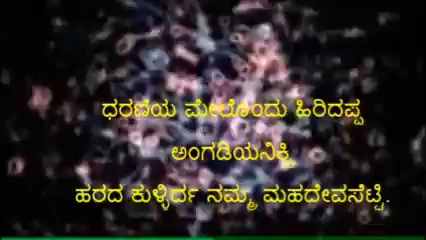 ಧರಣಿಯ ಮೇಲೊಂದು ಹಿರಿದಪ್ಪ
ಅಂಗಡಿಯನಿಕ್ಕಿ
ಹರದ ಕುಳ್ಳಿರ್ದ ನಮ್ಮ ಮಹದೇವಸೆಟ್ಟಿ.